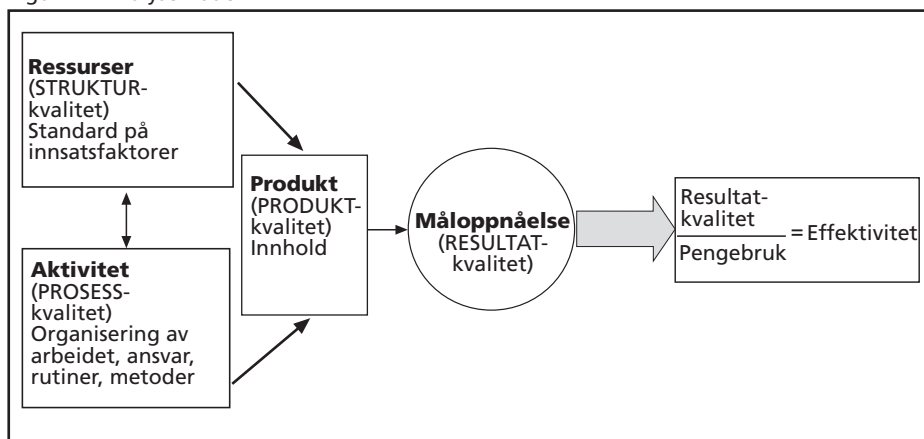 Ressurser
(STRUKTUR-
kvalitet)
Standard på
innsatsfaktorer
Aktivitet
(PROSESS-
kvalitet)
Organisering av
arbeidet, ansvar,
rutiner, metoder
Produkt
(PRODUKT-
kvalitet)
Innhold
Måloppnåelse
(RESULTAT-
kvalitet)
Resultat-
kvalitet
Pengebruk
= Effektivitet